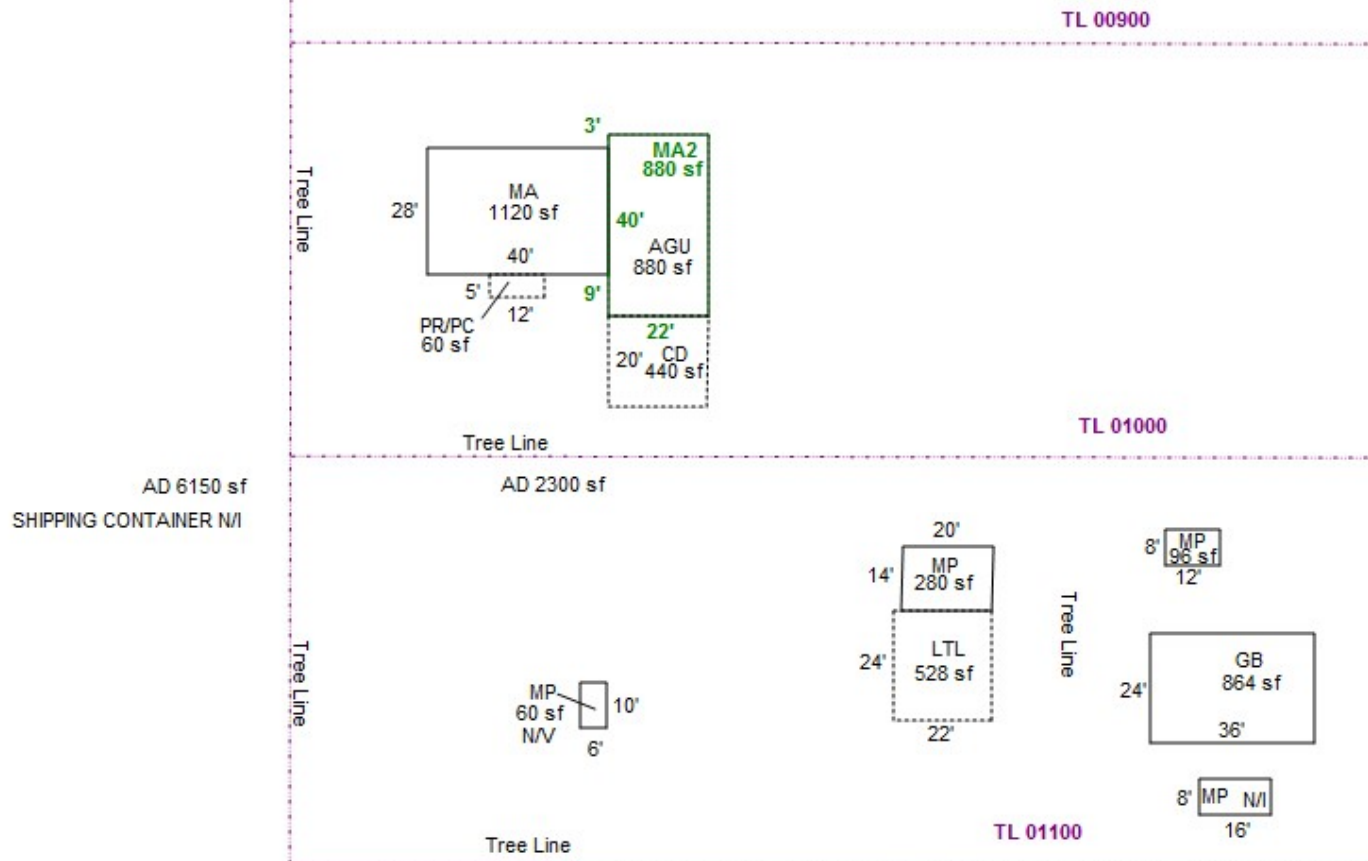 TL 00900
3'
MA2
880 sf
Tree Line
28'
MA
1120 sf
40'
40'
AGU
880 sf
5'
12'
9'
PR/PC
60 sf
22'
20'
CD
440 sf
TL 01000
Tree Line
AD 6150 sf
AD 2300 sf
SHIPPING CONTAINER N/I
20'
14'
MP
280 sf
8'
MP
96 sf
12'
Tree Line
Tree Line
24'
LTL
528 sf
22'
24'
GB
864 sf
36'
MP
60 sf
N/V
10'
6'
8'
MP N/I
16'
TL 01100
Tree Line